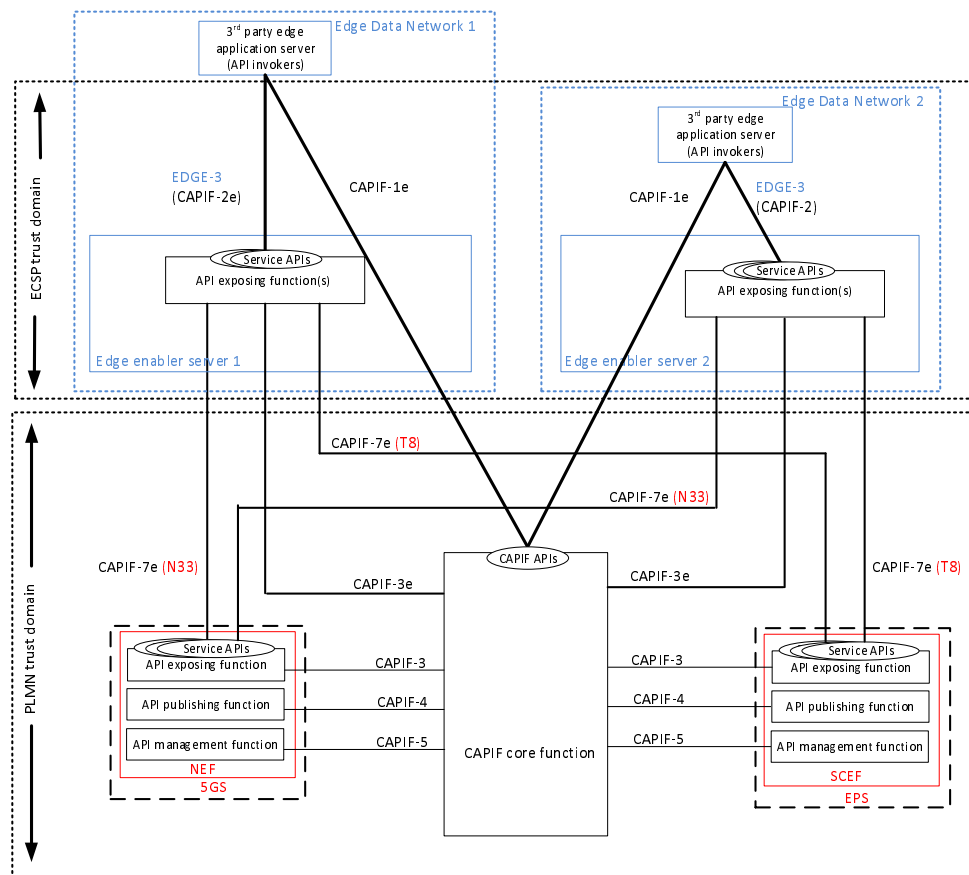 Edge Data Network 1
3rd party edge
application server
(API invokers)
Edge Data Network 2
3rd party edge
application server
(API invokers)
ECSP trust domain
EDGE-3
(CAPIF-2e)
CAPIF-1e
CAPIF-1e
EDGE-3
(CAPIF-2)
Service APIs
API exposing function(s)
Edge enabler server 1
Service APIs
API exposing function(s)
Edge enabler server 2
CAPIF-7e (T8)
CAPIF-7e (N33)
PLMN trust domain
CAPIF-7e (N33)
CAPIF-7e (T8)
CAPIF APIs
CAPIF-3e
CAPIF-3e
Service APIs
API exposing function
API publishing function
API management function
NEF
5GS
CAPIF-3
CAPIF-4
CAPIF-5
CAPIF core function
CAPIF-3
CAPIF-4
CAPIF-5
Service APIs
API exposing function
API publishing function
API management function
SCEF
EPS